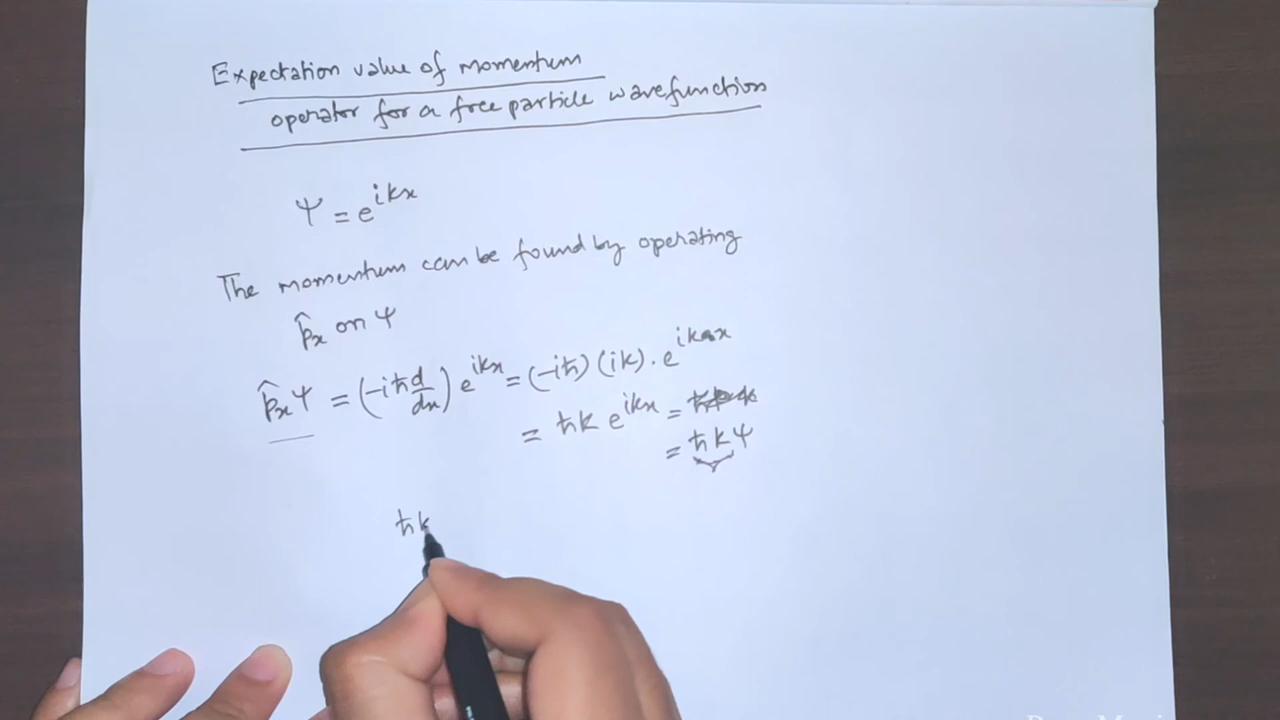 Expectation value of momentum
operator for a free particle wavefunction
Ψ = e^{ikx}
The momentum can be found by operating
p̂ₓ on Ψ
p̂ₓΨ = (-iħ d/dx) e^{ikx} = (-iħ) (ik) . e^{ikx}
= ħk e^{ikx} =
= ħkΨ
ħk